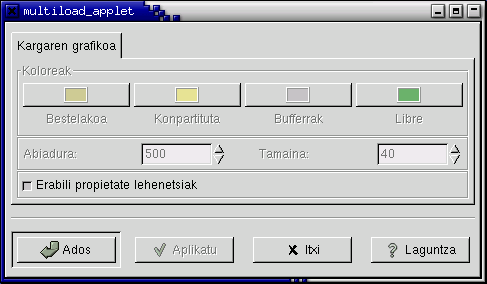 multiload_applet
Kargaren grafikoa
Koloreak
Bestelakoa Konpartituta Bufferrak Libre
Abiadura: 500 Tamaina: 40
Erabili propietate lehenetsiak
Ados Aplikatu Itxi Laguntza